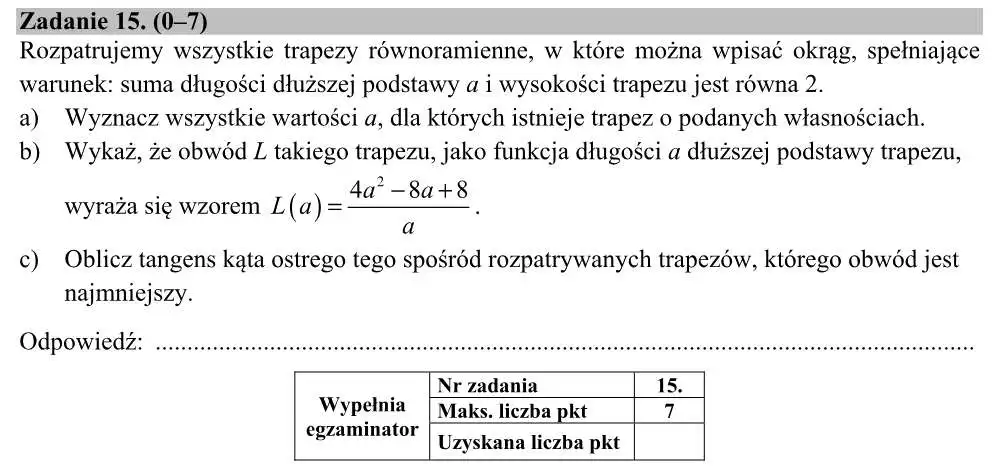 Zadanie 15. (0–7)
Rozpatrujemy wszystkie trapezy równoramienne, w które można wpisać okrąg, spełniające
warunek: suma długości dłuższej podstawy a i wysokości trapezu jest równa 2.
a) Wyznacz wszystkie wartości a, dla których istnieje trapez o podanych własnościach.
b) Wykaż, że obwód L takiego trapezu, jako funkcja długości a dłuższej podstawy trapezu,
wyraża się wzorem L(a) = (4a² − 8a + 8)/a .
c) Oblicz tangens kąta ostrego tego spośród rozpatrywanych trapezów, którego obwód jest
najmniejszy.
Odpowiedź: ................................................................................................................................
Wypełnia egzaminator
Nr zadania 15.
Maks. liczba pkt 7
Uzyskana liczba pkt